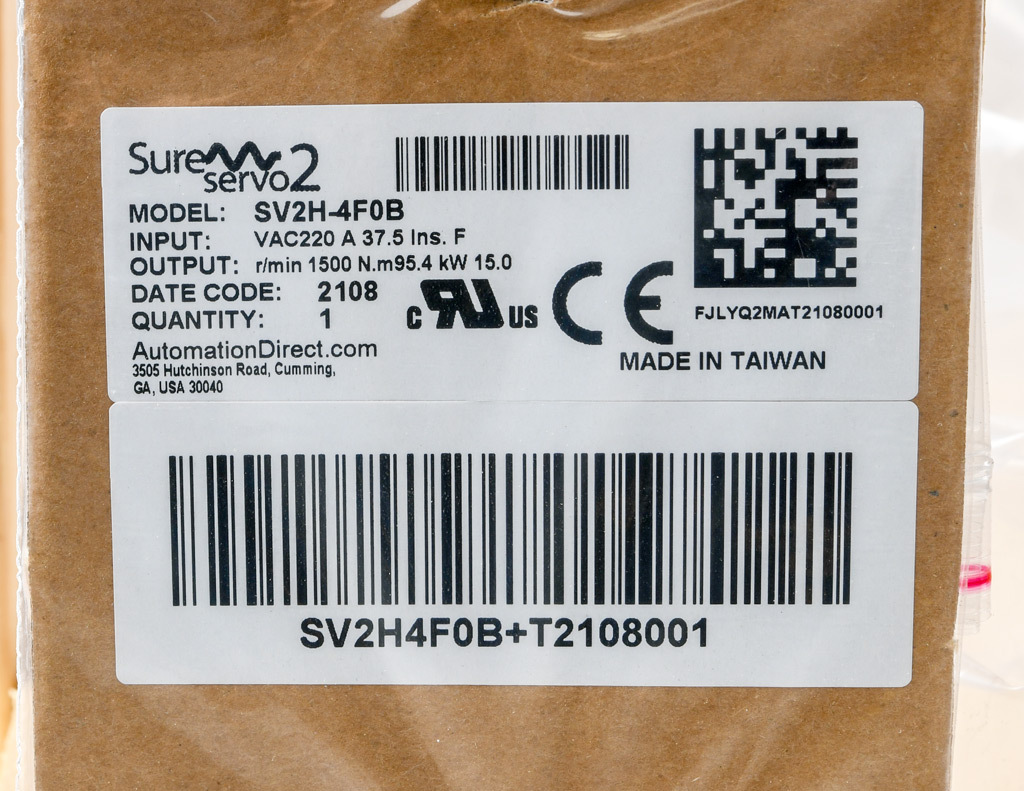 Sure servo2
MODEL: SV2H-4F0B
INPUT: VAC220 A 37.5 Ins. F
OUTPUT: r/min 1500 N.m95.4 kW 15.0
DATE CODE: 2108
QUANTITY: 1
AutomationDirect.com
3505 Hutchinson Road, Cumming,
GA, USA 30040
c RU US
CE
FJLYQ2MAT21080001
MADE IN TAIWAN
SV2H4F0B+T2108001